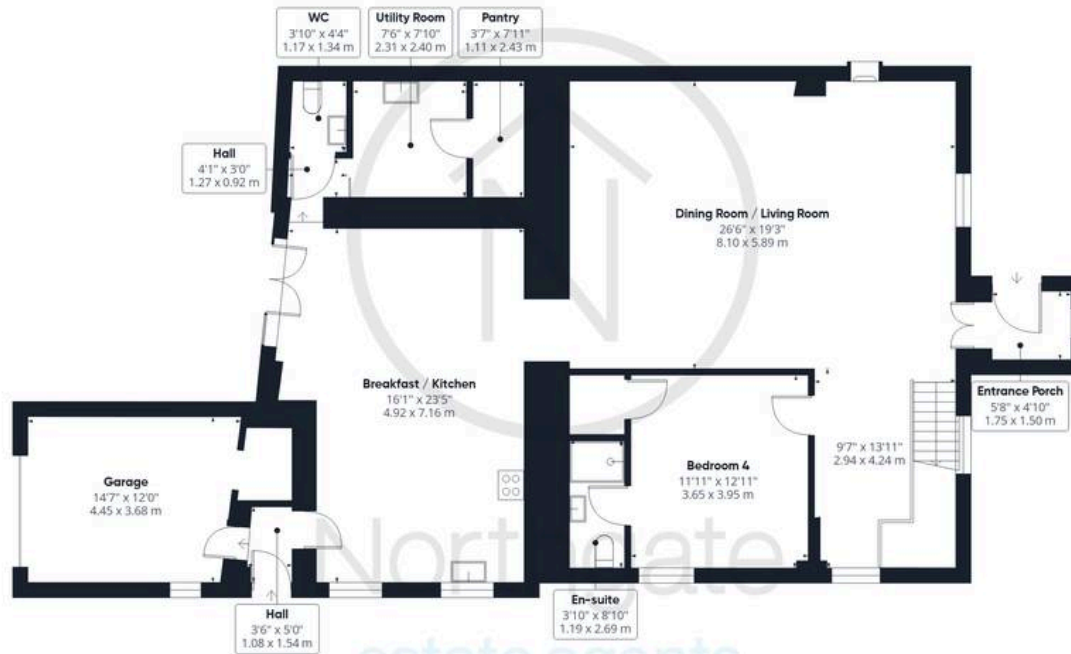 WC
3'10" x 4'4"
1.17 x 1.34 m
Utility Room
7'6" x 7'10"
2.31 x 2.40 m
Pantry
3'7" x 7'11"
1.11 x 2.43 m
Hall
4'1" x 3'0"
1.27 x 0.92 m
Dining Room / Living Room
26'6" x 19'3"
8.10 x 5.89 m
Breakfast / Kitchen
16'1" x 23'5"
4.92 x 7.16 m
Entrance Porch
5'8" x 4'10"
1.75 x 1.50 m
Garage
14'7" x 12'0"
4.45 x 3.68 m
Bedroom 4
11'11" x 12'11"
3.65 x 3.95 m
9'7" x 13'11"
2.94 x 4.24 m
Northgate
Hall
3'6" x 5'0"
1.08 x 1.54 m
En-suite
3'10" x 8'10"
1.19 x 2.69 m
estate agents